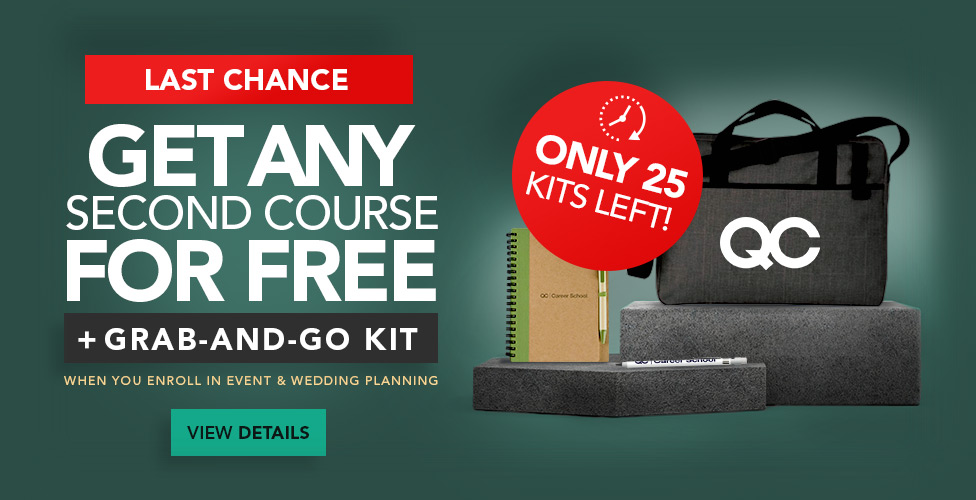 LAST CHANCE
GET ANY
SECOND COURSE
FOR FREE
+ GRAB-AND-GO KIT
WHEN YOU ENROLL IN EVENT & WEDDING PLANNING
VIEW DETAILS
ONLY 25
KITS LEFT!
QC
QC | Career School
QC | Career School